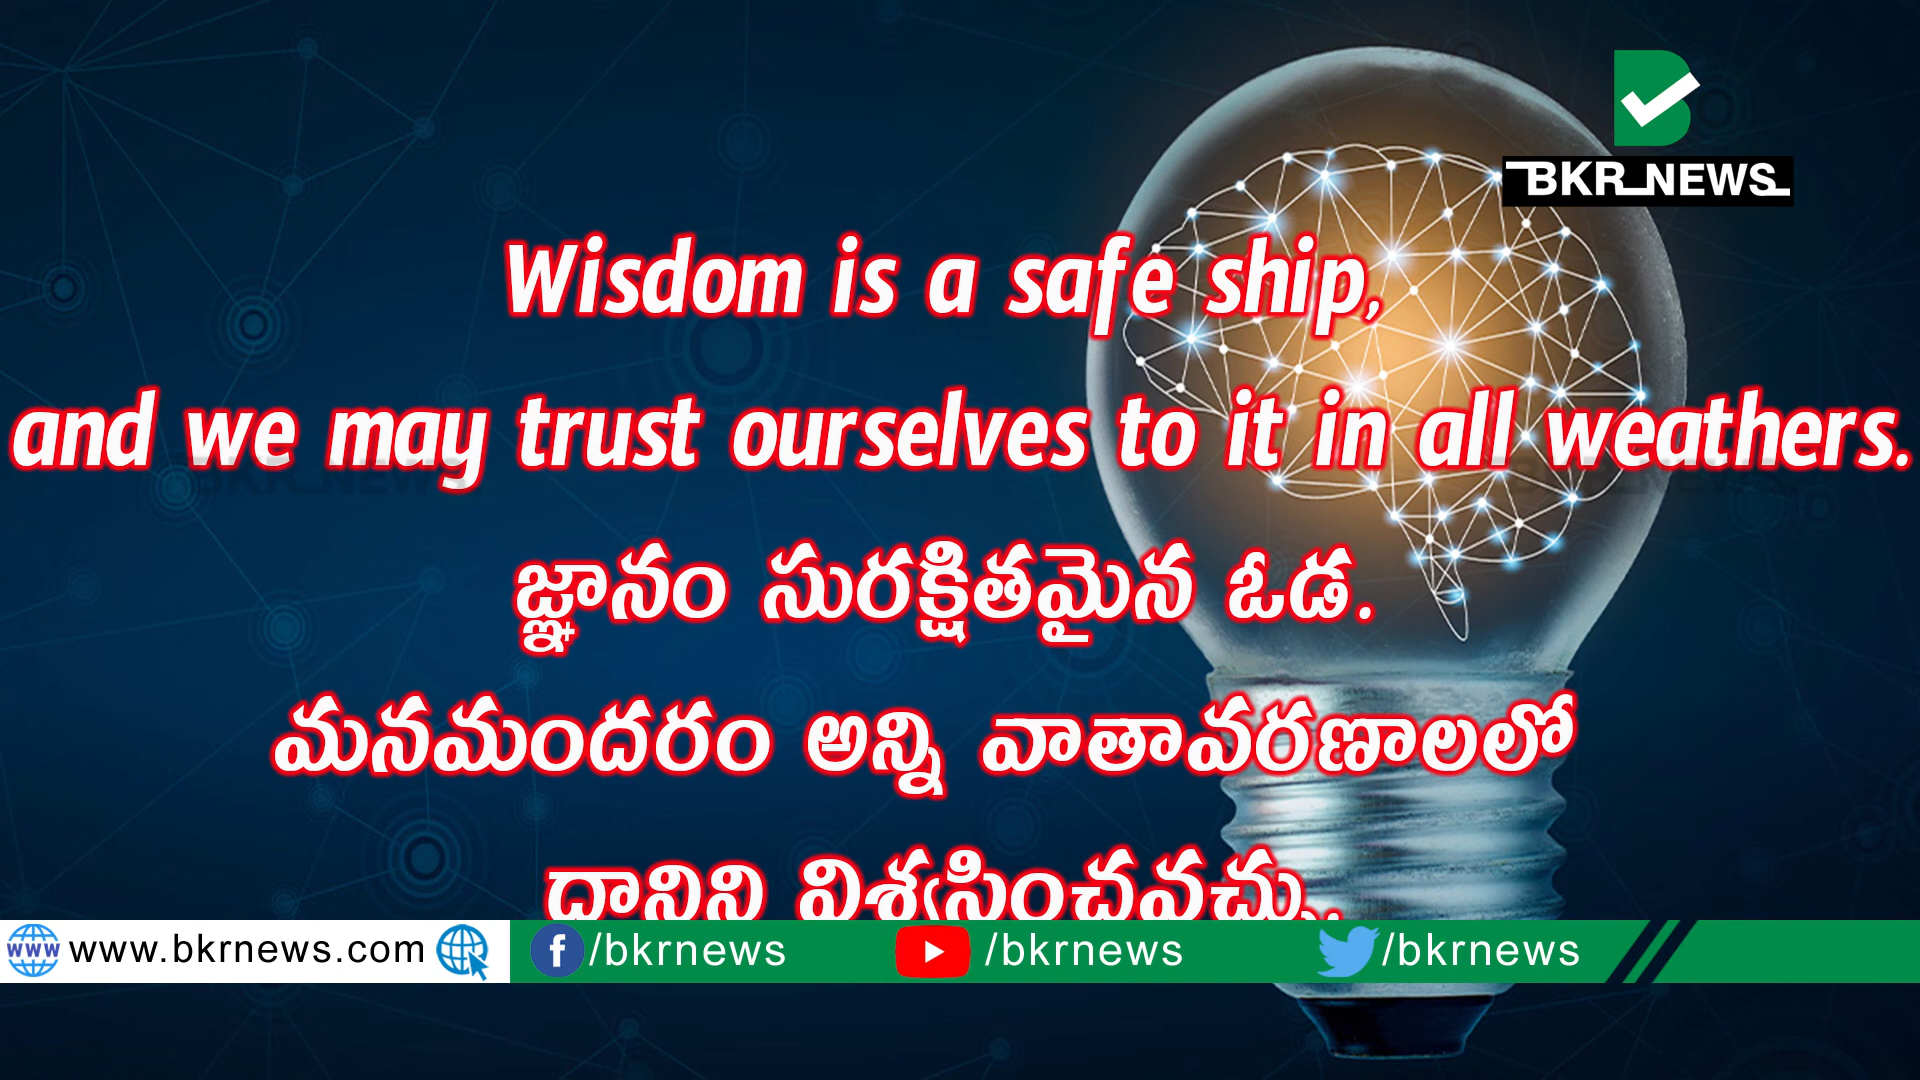 BKR NEWS
Wisdom is a safe ship,
and we may trust ourselves to it in all weathers.
జ్ఞానం సురక్షితమైన ఓడ.
మనమందరం అన్ని వాతావరణాలలో
దానిని విశ్వసించవచ్చు.
www www.bkrnews.com /bkrnews /bkrnews /bkrnews